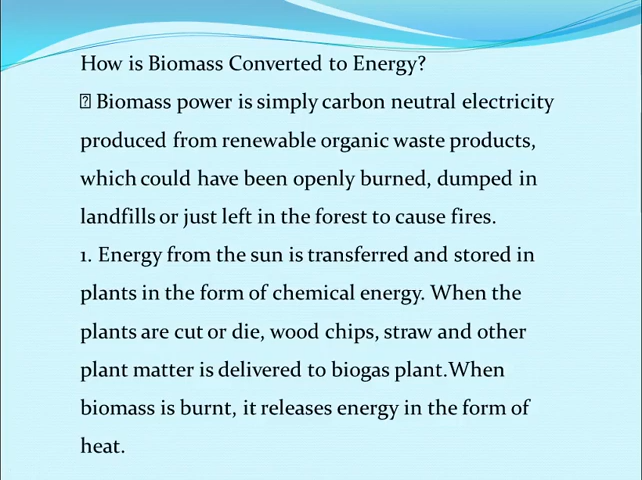 How is Biomass Converted to Energy?
Biomass power is simply carbon neutral electricity
produced from renewable organic waste products,
which could have been openly burned, dumped in
landfills or just left in the forest to cause fires.
1. Energy from the sun is transferred and stored in
plants in the form of chemical energy. When the
plants are cut or die, wood chips, straw and other
plant matter is delivered to biogas plant.When
biomass is burnt, it releases energy in the form of
heat.